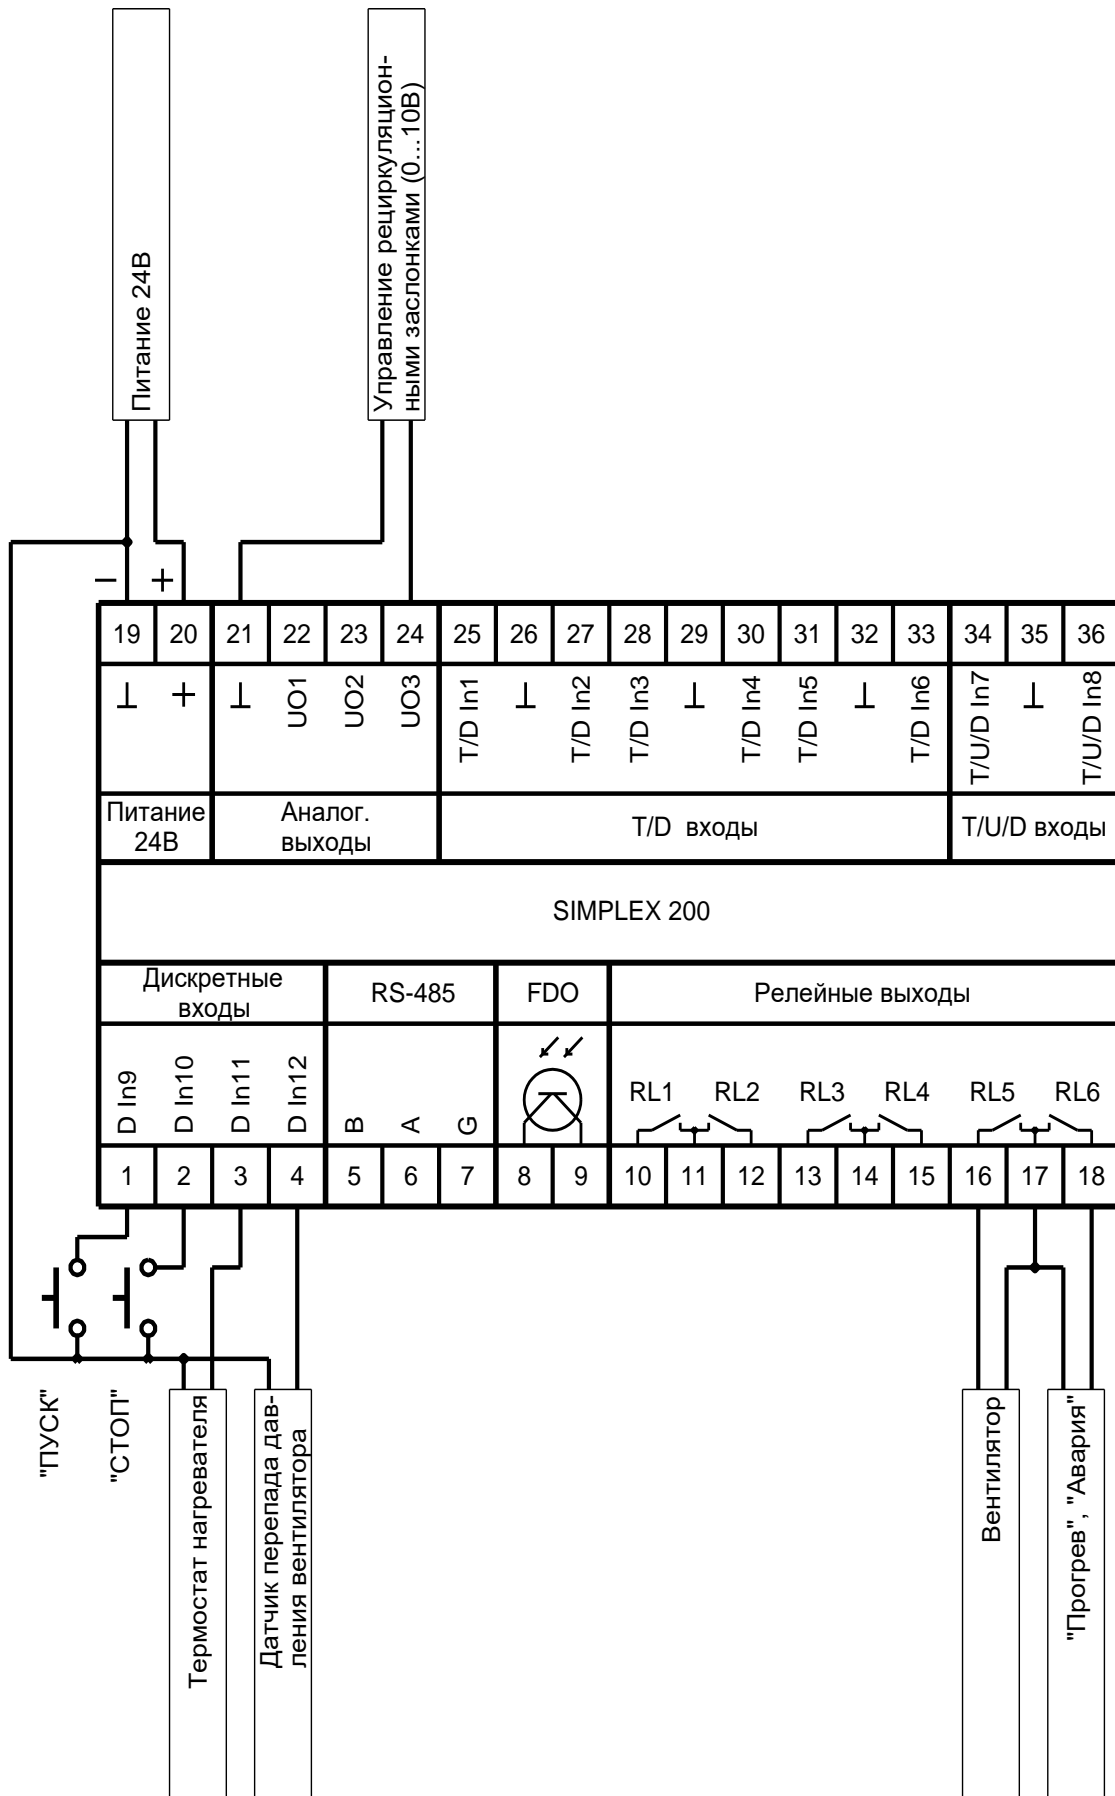 Питание 24В
Управление рециркуляцион-
ными заслонками (0...10В)
− +
19 20 21 22 23 24 25 26 27 28 29 30 31 32 33 34 35 36
⊥ + ⊥ UO1 UO2 UO3 T/D In1 ⊥ T/D In2 T/D In3 ⊥ T/D In4 T/D In5 ⊥ T/D In6 T/U/D In7 ⊥ T/U/D In8
Питание
24В
Аналог.
выходы
T/D входы
T/U/D входы
SIMPLEX 200
Дискретные
входы
RS-485
FDO
Релейные выходы
D In9 D In10 D In11 D In12 B A G RL1 RL2 RL3 RL4 RL5 RL6
1 2 3 4 5 6 7 8 9 10 11 12 13 14 15 16 17 18
"ПУСК"
"СТОП"
Термостат нагревателя
Датчик перепада дав-
ления вентилятора
Вентилятор
"Прогрев", "Авария"